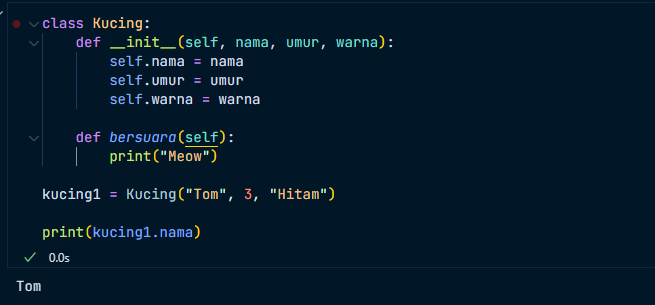 class Kucing:
    def __init__(self, nama, umur, warna):
        self.nama = nama
        self.umur = umur
        self.warna = warna
    def bersuara(self):
        print("Meow")
kucing1 = Kucing("Tom", 3, "Hitam")
print(kucing1.nama)
0.0s
Tom